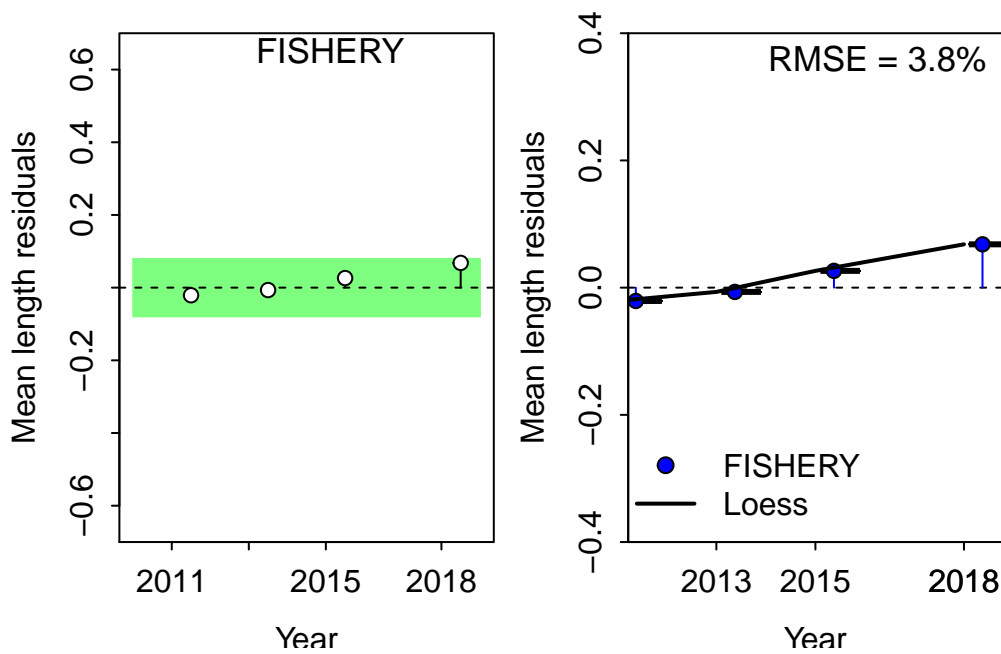 FISHERY
Mean length residuals
0.6
0.4
0.2
−0.2
−0.6
2011
2015
2018
Year
RMSE = 3.8%
Mean length residuals
0.4
0.2
0.0
−0.2
−0.4
FISHERY
Loess
2013
2015
2018
Year